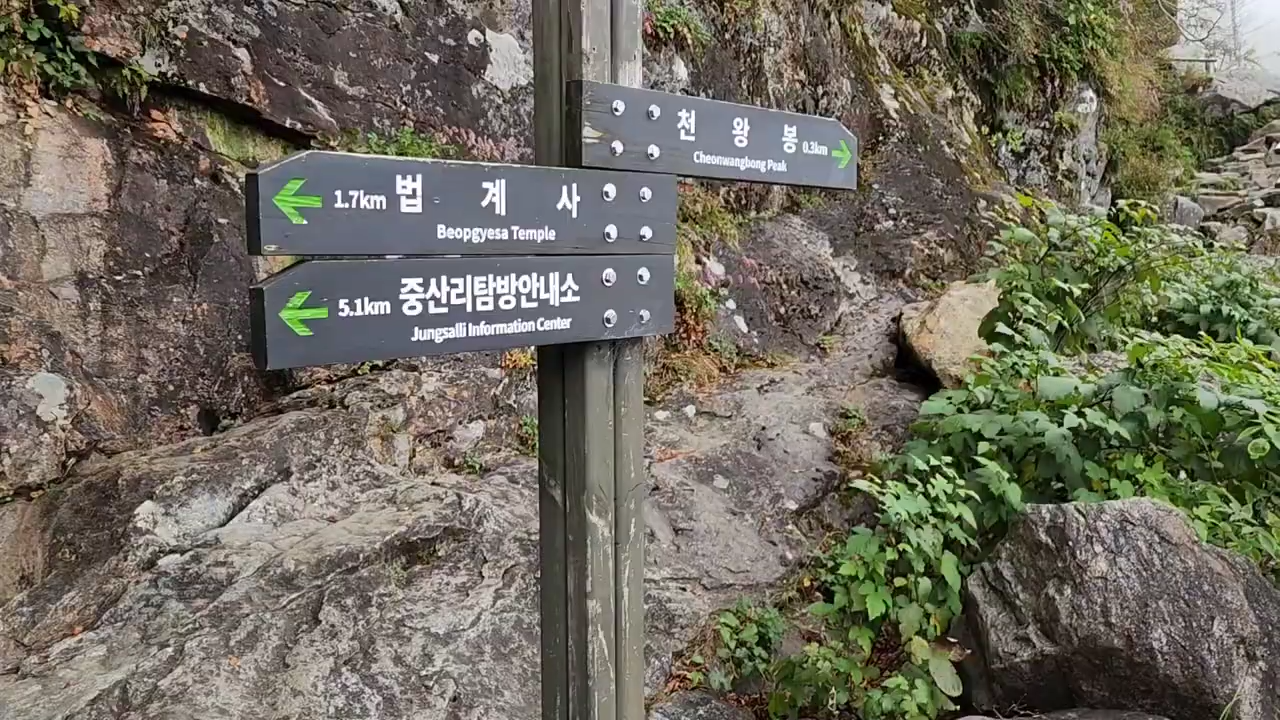 천 왕 봉 0.3km
Cheonwangbong Peak
1.7km 법 계 사
Beopgyesa Temple
5.1km 중산리탐방안내소
Jungsalli Information Center